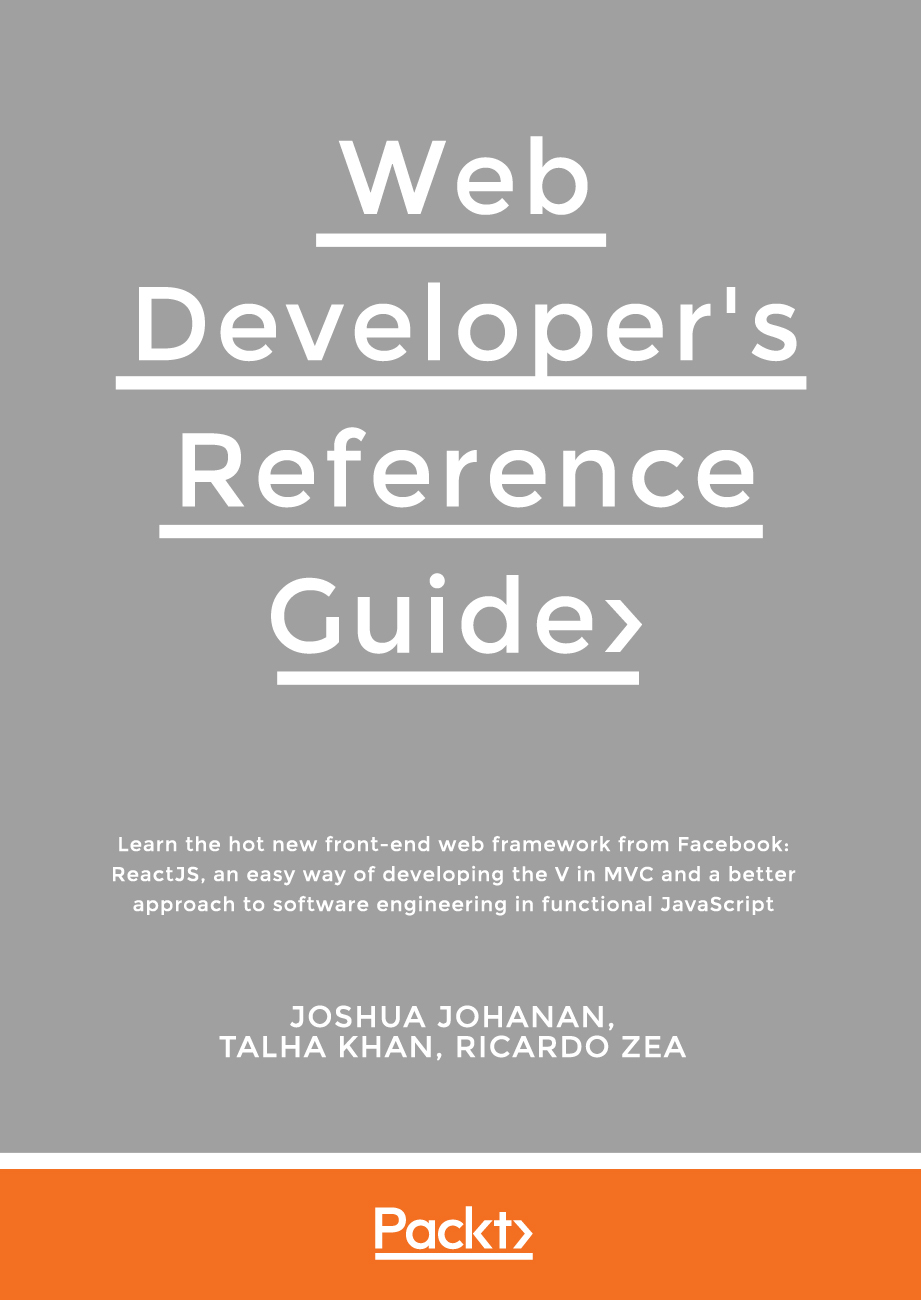 Web
Developer's
Reference
Guide>
Learn the hot new front-end web framework from Facebook:
ReactJS, an easy way of developing the V in MVC and a better
approach to software engineering in functional JavaScript
JOSHUA JOHANAN,
TALHA KHAN, RICARDO ZEA
Packt>